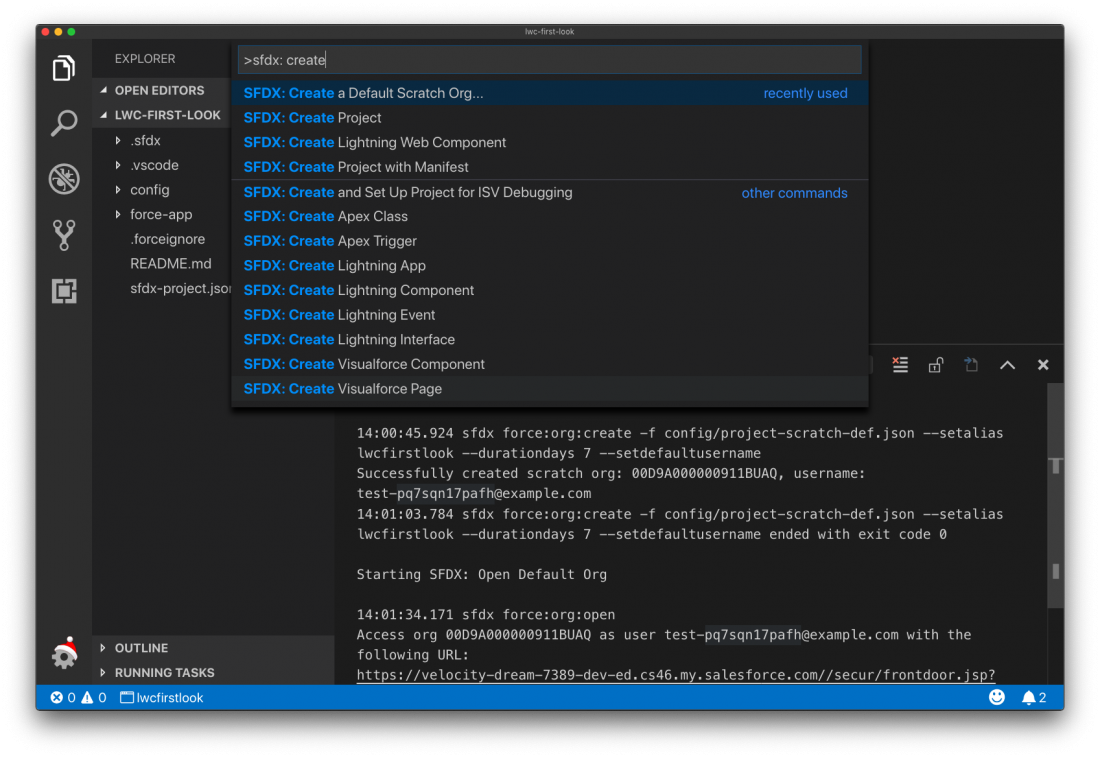 lwc-first-look
EXPLORER
OPEN EDITORS
LWC-FIRST-LOOK
.sfdx
.vscode
config
force-app
.forceignore
README.md
sfdx-project.json
>sfdx: create
SFDX: Create a Default Scratch Org... recently used
SFDX: Create Project
SFDX: Create Lightning Web Component
SFDX: Create Project with Manifest
SFDX: Create and Set Up Project for ISV Debugging other commands
SFDX: Create Apex Class
SFDX: Create Apex Trigger
SFDX: Create Lightning App
SFDX: Create Lightning Component
SFDX: Create Lightning Event
SFDX: Create Lightning Interface
SFDX: Create Visualforce Component
SFDX: Create Visualforce Page
14:00:45.924 sfdx force:org:create -f config/project-scratch-def.json --setalias
lwcfirstlook --durationdays 7 --setdefaultusername
Successfully created scratch org: 00D9A000000911BUAQ, username:
test-pq7sqn17pafh@example.com
14:01:03.784 sfdx force:org:create -f config/project-scratch-def.json --setalias
lwcfirstlook --durationdays 7 --setdefaultusername ended with exit code 0
Starting SFDX: Open Default Org
14:01:34.171 sfdx force:org:open
Access org 00D9A000000911BUAQ as user test-pq7sqn17pafh@example.com with the
following URL:
https://velocity-dream-7389-dev-ed.cs46.my.salesforce.com//secur/frontdoor.jsp?
OUTLINE
RUNNING TASKS
0 0 lwcfirstlook 2